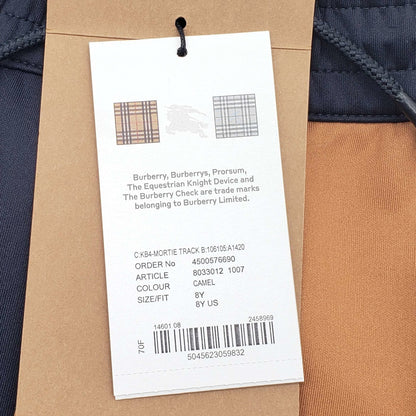 Burberry, Burberrys, Prorsum,
The Equestrian Knight Device and
The Burberry Check are trade marks
belonging to Burberry Limited.
C:KB4-MORTIE TRACK B:106105:A1420
ORDER No 4500576690
ARTICLE 8033012 1007
COLOUR CAMEL
SIZE/FIT 8Y
8Y US
14601.08 2458969
70F
5045623059832